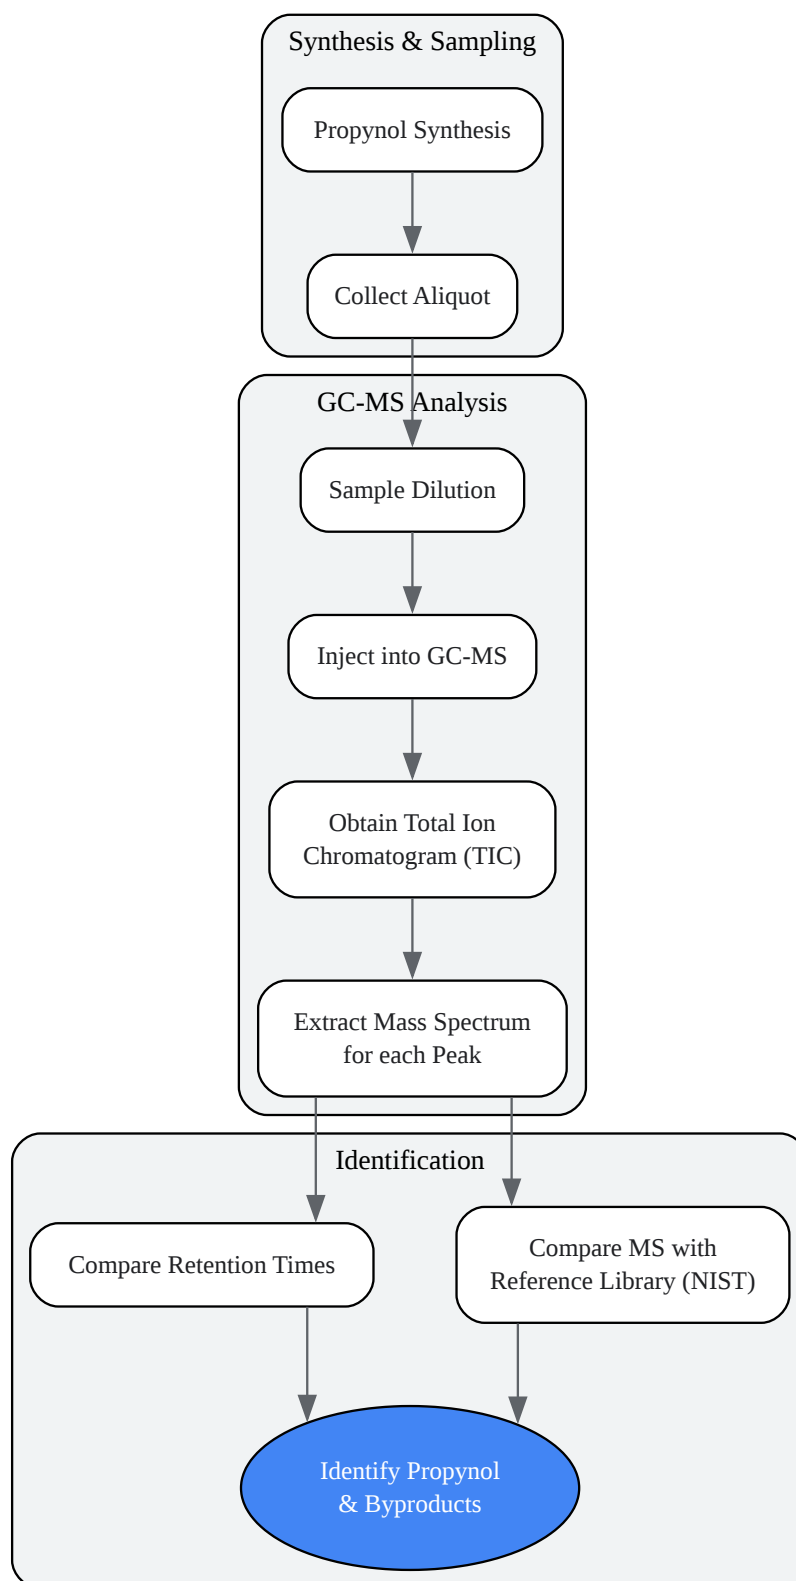 Synthesis & Sampling
Propynol Synthesis
Collect Aliquot
GC-MS Analysis
Sample Dilution
Inject into GC-MS
Obtain Total Ion
Chromatogram (TIC)
Extract Mass Spectrum
for each Peak
Identification
Compare Retention Times
Compare MS with
Reference Library (NIST)
Identify Propynol
& Byproducts